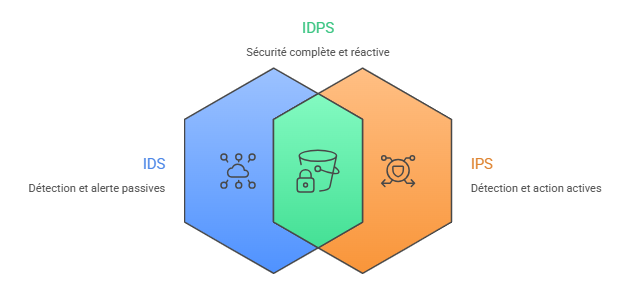 IDPS
Sécurité complète et réactive
IDS
Détection et alerte passives
IPS
Détection et action actives